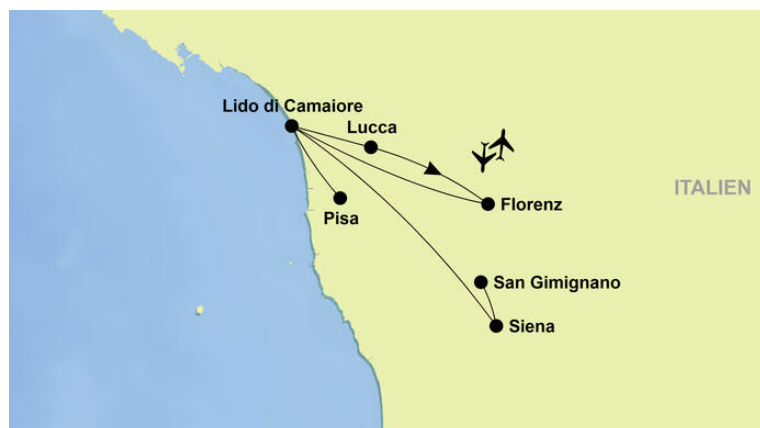 Lido di Camaiore
Lucca
ITALIEN
Florenz
Pisa
San Gimignano
Siena